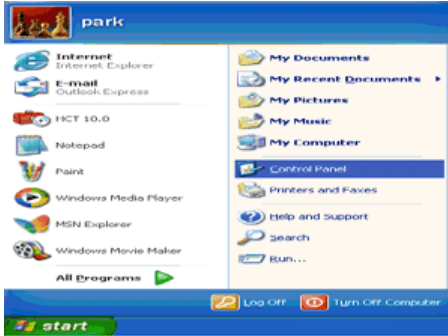 park
Internet
Internet Explorer
E-mail
Outlook Express
HCT 10.0
Notepad
Paint
Windows Media Player
MSN Explorer
Windows Movie Maker
All Programs
My Documents
My Recent Documents
My Pictures
My Music
My Computer
Control Panel
Printers and Faxes
Help and Support
Search
Run...
Log Off
Turn Off Computer
start